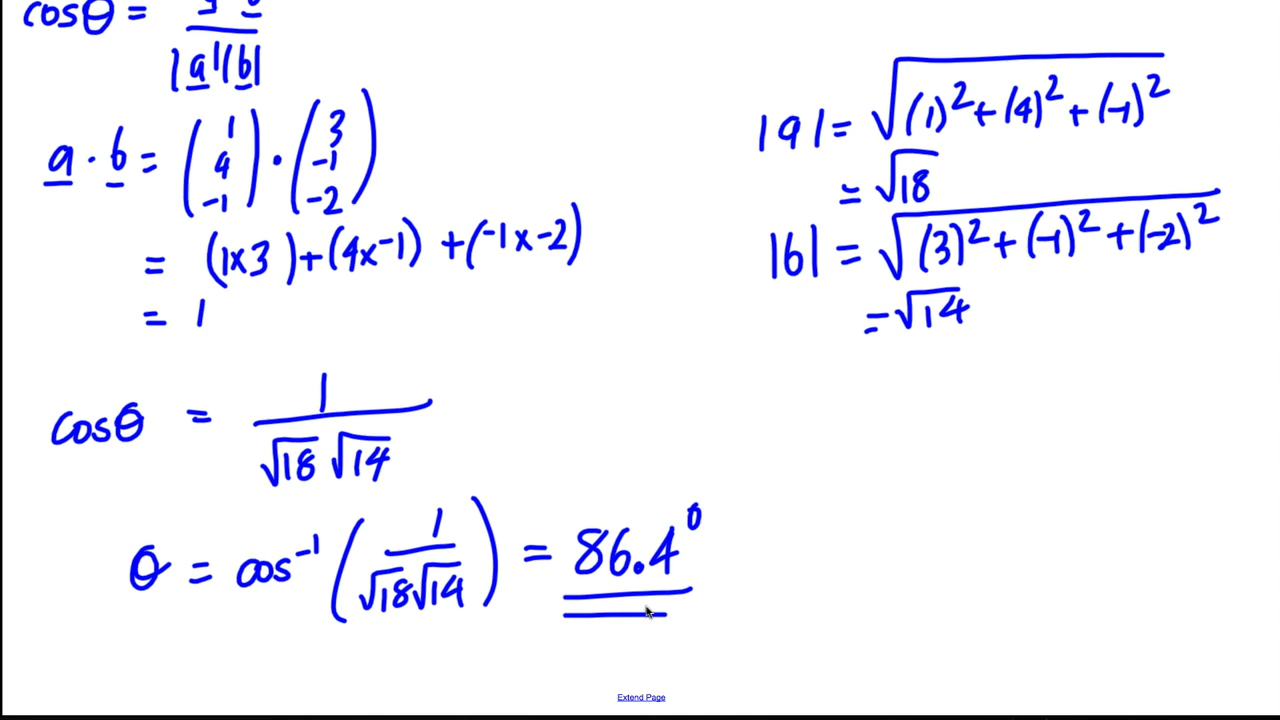 cosθ =
|a||b|
a · b = (1 4 -1) · (3 -1 -2)
= (1×3) + (4×-1) + (-1×-2)
= 1
|a| = √(1)² + (4)² + (-1)²
= √18
|b| = √(3)² + (-1)² + (-2)²
= √14
cosθ = 1 / √18 √14
θ = cos⁻¹ (1 / √18√14) = 86.4°
Extend Page